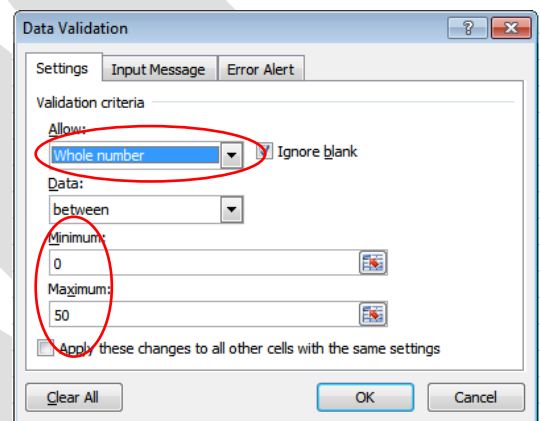 Data Validation
Settings Input Message Error Alert
Validation criteria
Allow:
Whole number Ignore blank
Data:
between
Minimum:
0
Maximum:
50
Apply these changes to all other cells with the same settings
Clear All OK Cancel